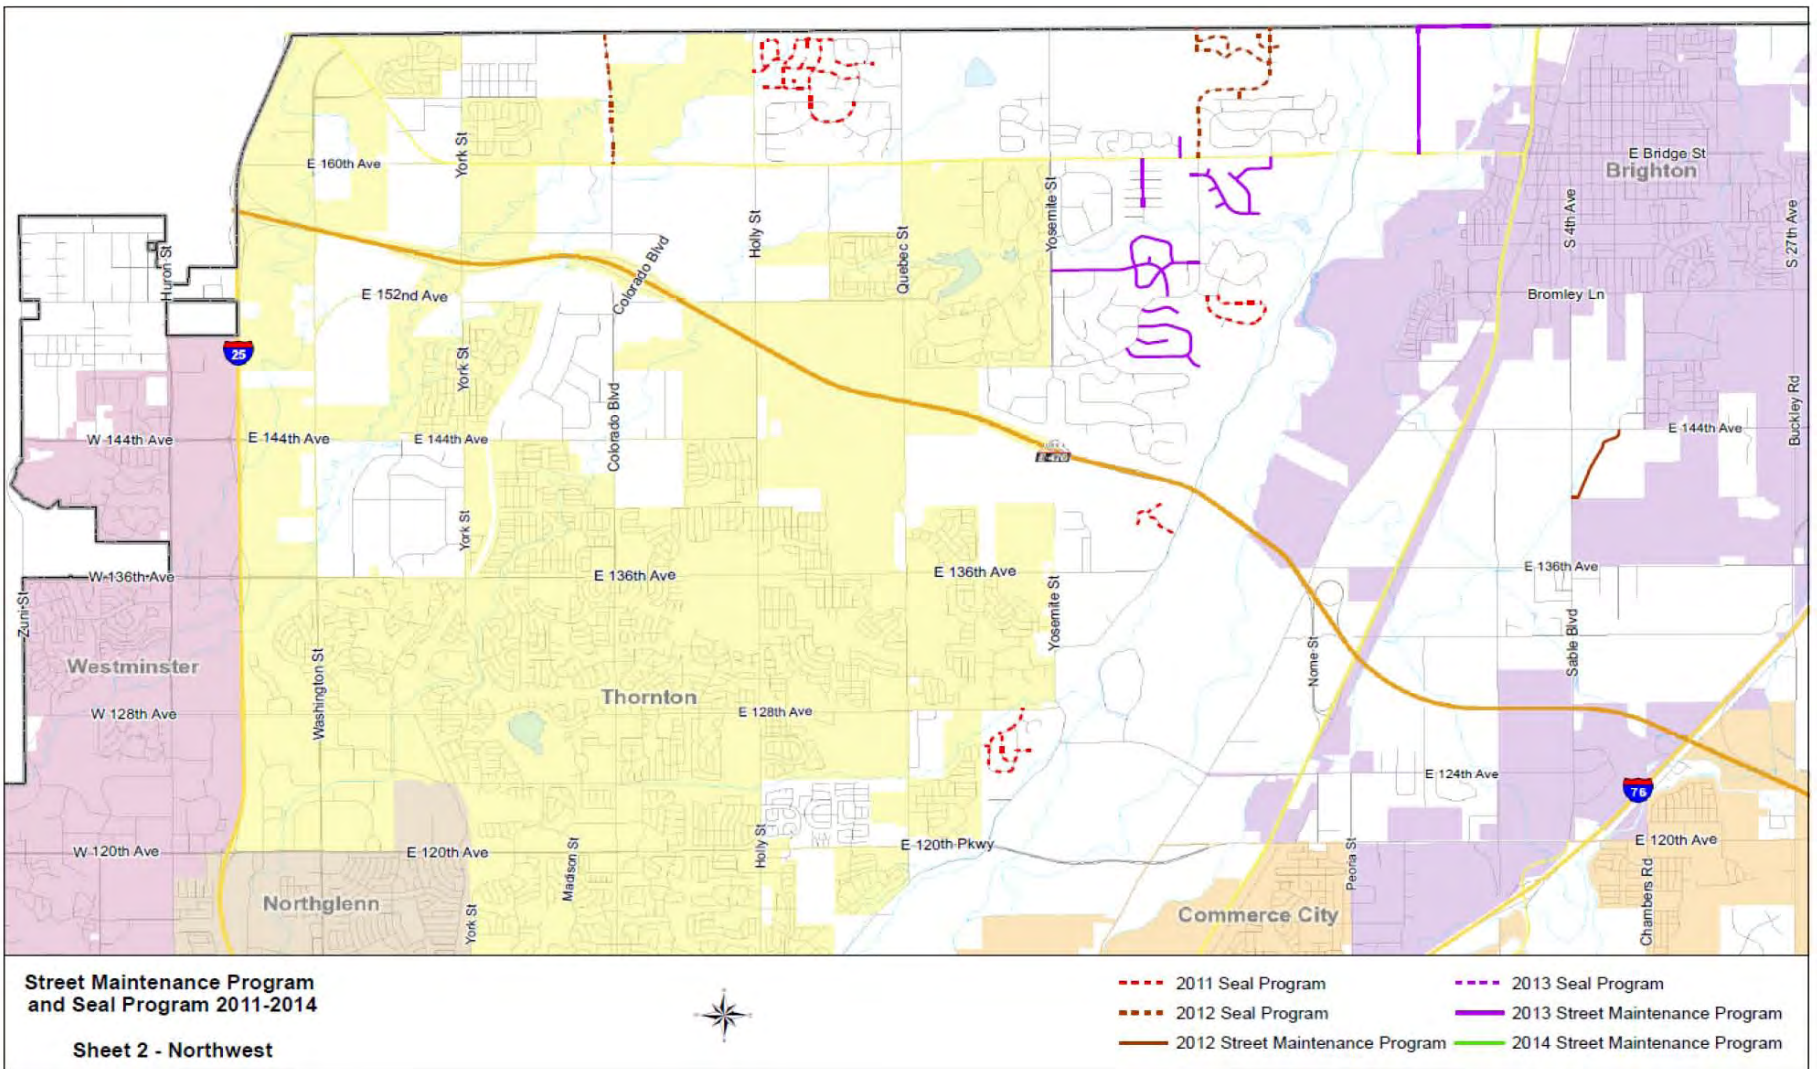 E 160th Ave
York St
E Bridge St
Brighton
Huron St
Colorado Blvd
Holly St
Quebec St
Yosemite St
S 4th Ave
S 27th Ave
E 152nd Ave
Bromley Ln
25
York St
Colorado Blvd
Buckley Rd
W 144th Ave
E 144th Ave
E 144th Ave
E 144th Ave
E-470
York St
W 136th Ave
E 136th Ave
E 136th Ave
E 136th Ave
Zuni St
Yosemite St
Westminster
Washington St
Thornton
Nome St
Sable Blvd
W 128th Ave
E 128th Ave
E 124th Ave
76
W 120th Ave
E 120th Ave
Madison St
Holly St
E 120th Pkwy
Peoria St
E 120th Ave
Northglenn
York St
Commerce City
Chambers Rd
Street Maintenance Program
and Seal Program 2011-2014
Sheet 2 - Northwest
2011 Seal Program
2012 Seal Program
2012 Street Maintenance Program
2013 Seal Program
2013 Street Maintenance Program
2014 Street Maintenance Program